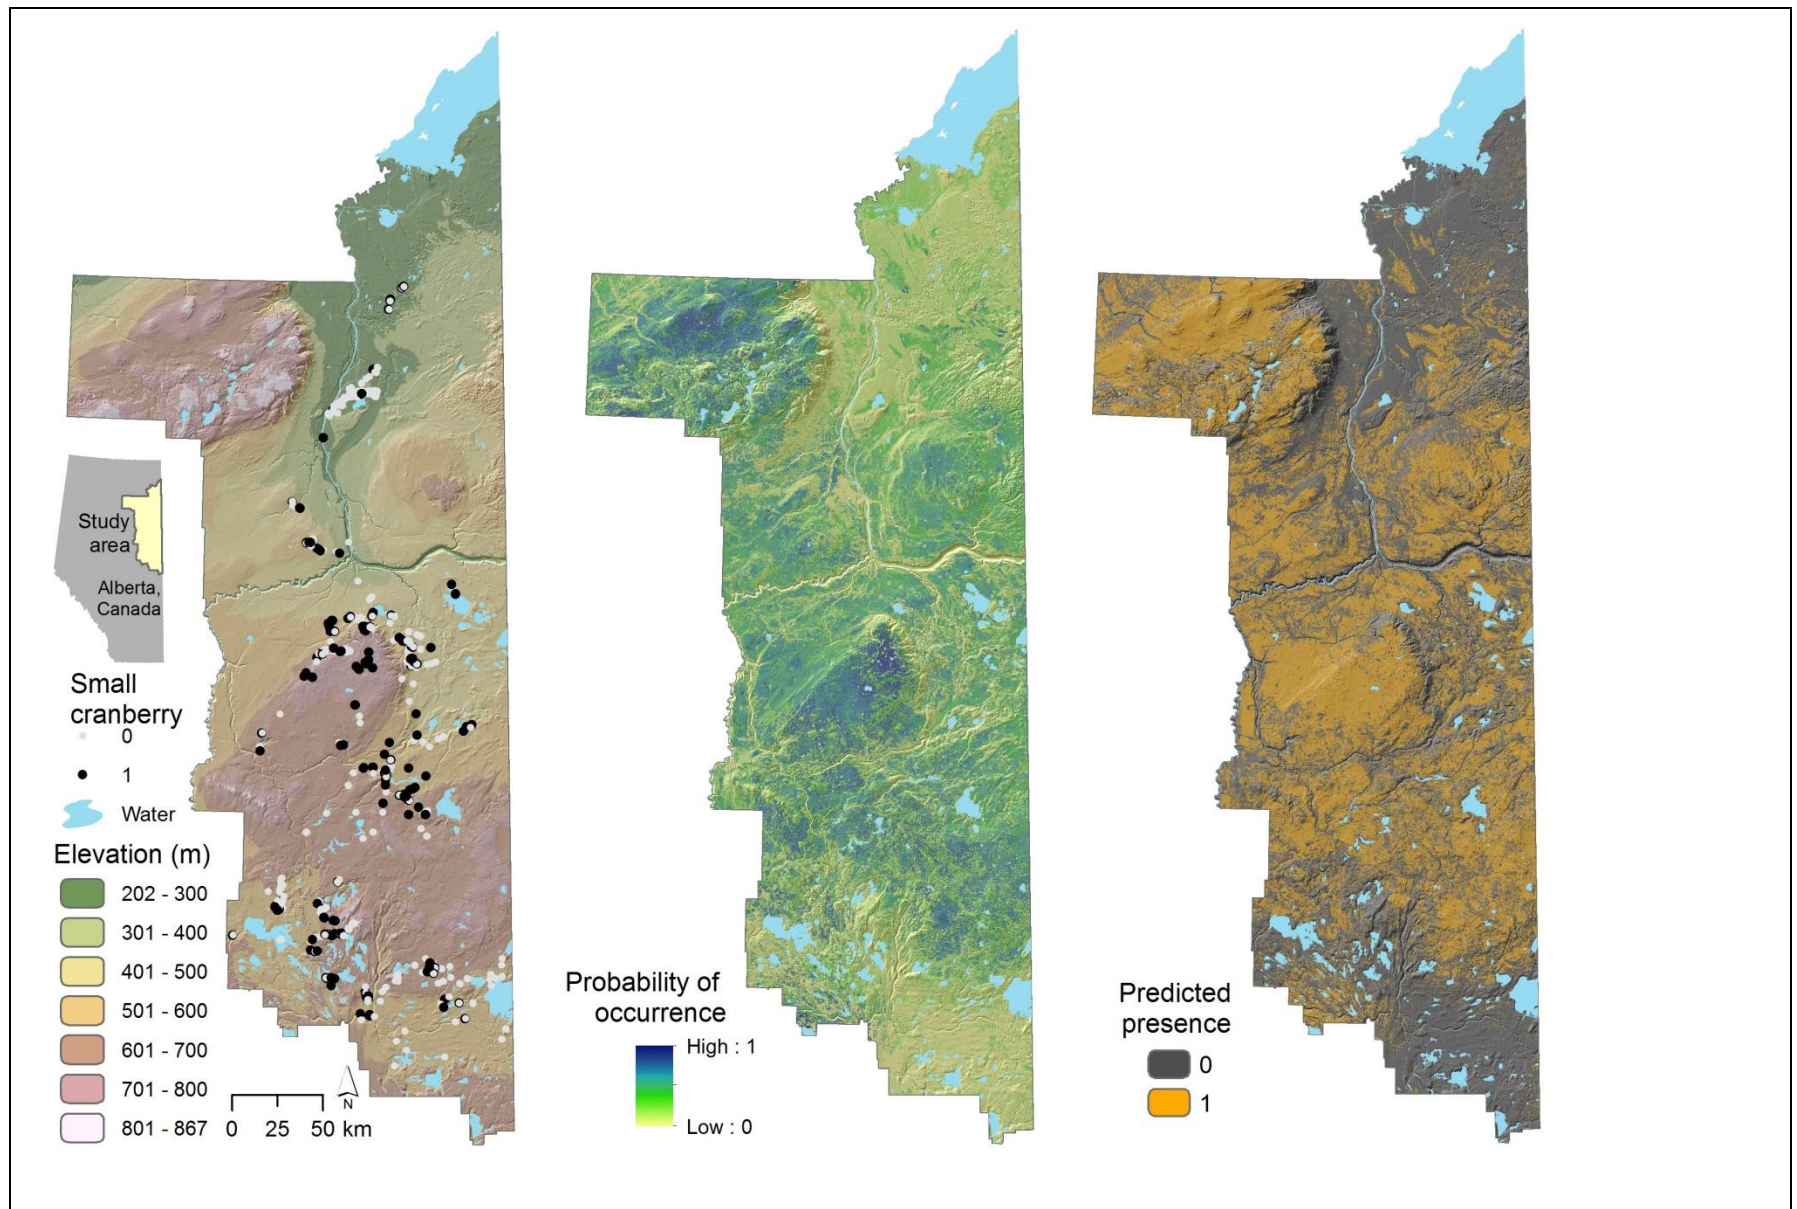 Study
area
Alberta,
Canada
Small
cranberry
0
1
Water
Elevation (m)
202 - 300
301 - 400
401 - 500
501 - 600
601 - 700
701 - 800
801 - 867
N
0 25 50 km
Probability of
occurrence
High : 1
Low : 0
Predicted
presence
0
1